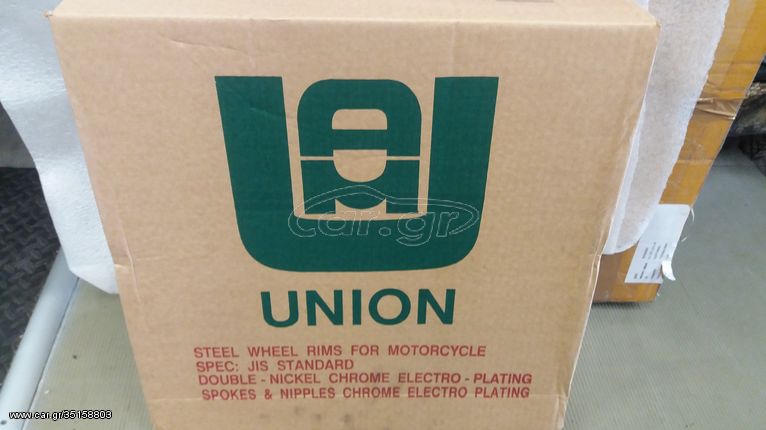 car.gr
UNION
STEEL WHEEL RIMS FOR MOTORCYCLE
SPEC: JIS STANDARD
DOUBLE - NICKEL CHROME ELECTRO - PLATING
SPOKES & NIPPLES CHROME ELECTRO PLATING
www.car.gr/35158803